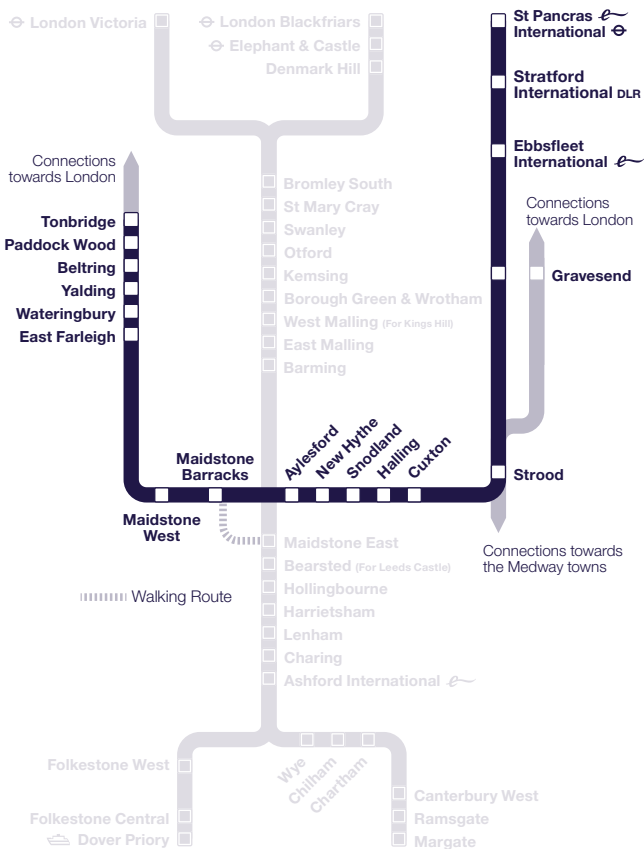 London Victoria
London Blackfriars
Elephant & Castle
Denmark Hill
St Pancras
International
Stratford
International DLR
Ebbsfleet
International
Connections
towards London
Tonbridge
Paddock Wood
Beltring
Yalding
Wateringbury
East Farleigh
Bromley South
St Mary Cray
Swanley
Otford
Kemsing
Borough Green & Wrotham
West Malling (For Kings Hill)
East Malling
Barming
Connections
towards London
Gravesend
Maidstone
Barracks
Maidstone
West
Aylesford
New Hythe
Snodland
Halling
Cuxton
Strood
Connections towards
the Medway towns
Walking Route
Maidstone East
Bearsted (For Leeds Castle)
Hollingbourne
Harrietsham
Lenham
Charing
Ashford International
Folkestone West
Folkestone Central
Dover Priory
Wye
Chilham
Chartham
Canterbury West
Ramsgate
Margate